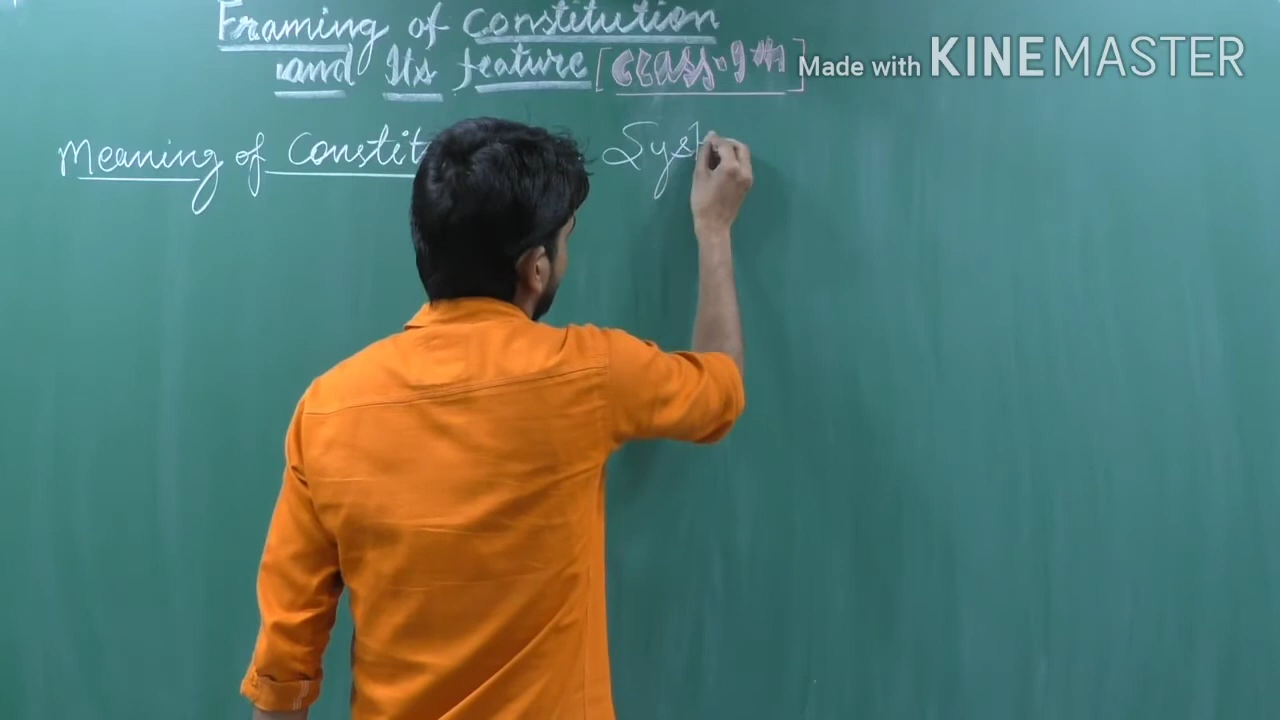 Framing of constitution
and Its feature [CLASS-9th]
Made with KINEMASTER
Meaning of Constit
Syst